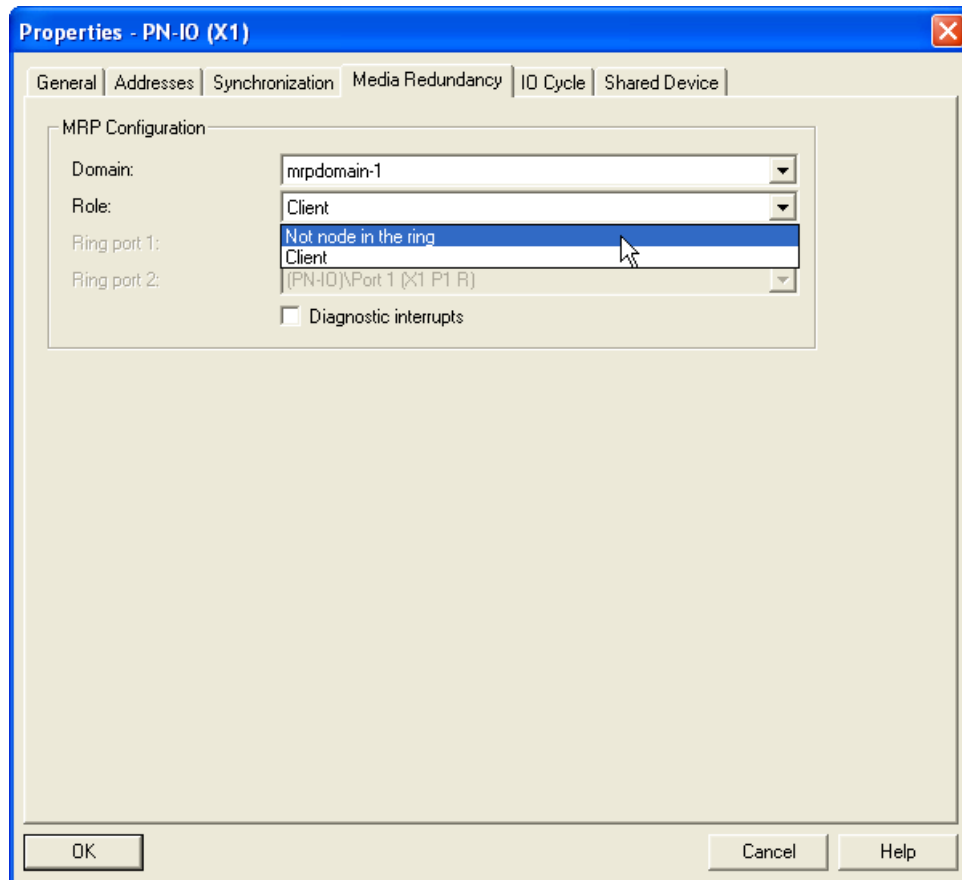 Properties - PN-IO (X1)
General Addresses Synchronization Media Redundancy IO Cycle Shared Device
MRP Configuration
Domain: mrpdomain-1
Role: Client
Not node in the ring
Ring port 1:
Client
Ring port 2: (PN-IO)\Port 1 (X1 P1 R)
Diagnostic interrupts
OK Cancel Help